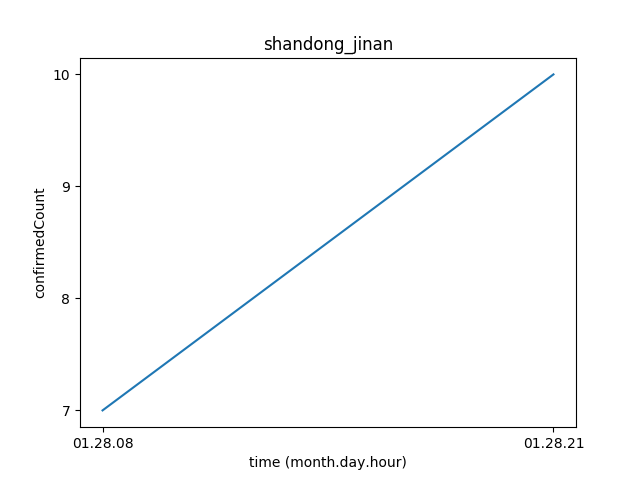 shandong_jinan
10
9
8
7
confirmedCount
01.28.08
01.28.21
time (month.day.hour)